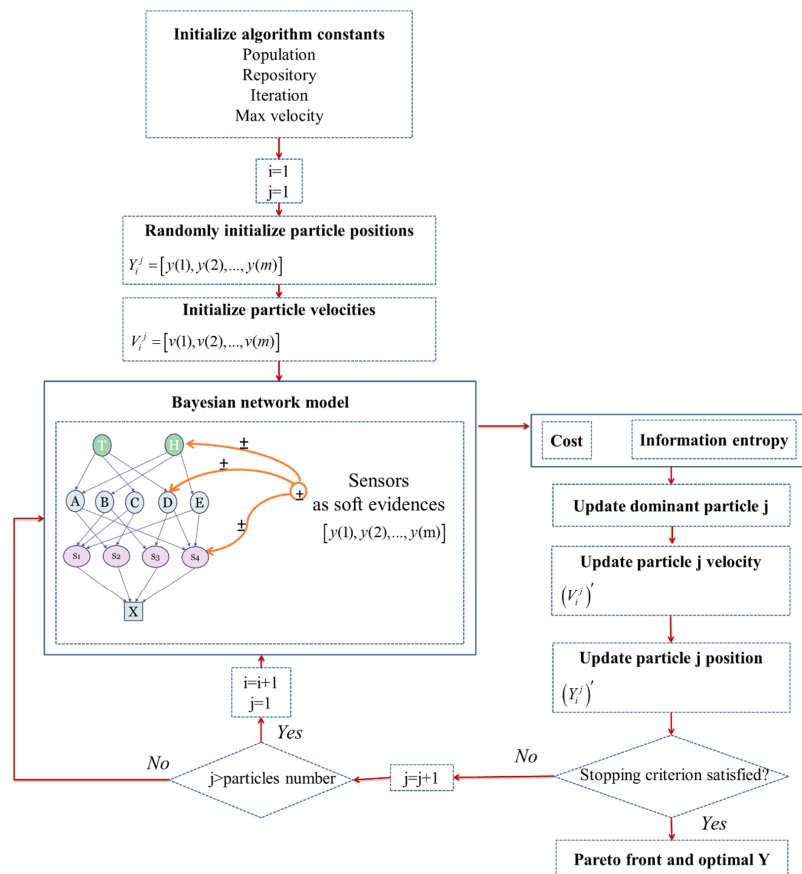 Initialize algorithm constants
Population
Repository
Iteration
Max velocity
i=1
j=1
Randomly initialize particle positions
Y_i^j = [y(1), y(2),..., y(m)]
Initialize particle velocities
V_i^j = [v(1), v(2),..., v(m)]
Bayesian network model
T H ±
±
A B C D E ±
±
S1 S2 S3 S4
X
Sensors
as soft evidences
[y(1), y(2),..., y(m)]
Cost
Information entropy
Update dominant particle j
Update particle j velocity
(V_i^j)′
Update particle j position
(Y_i^j)′
Stopping criterion satisfied?
No
Yes
j=j+1
j>particles number
No
Yes
i=i+1
j=1
Pareto front and optimal Y